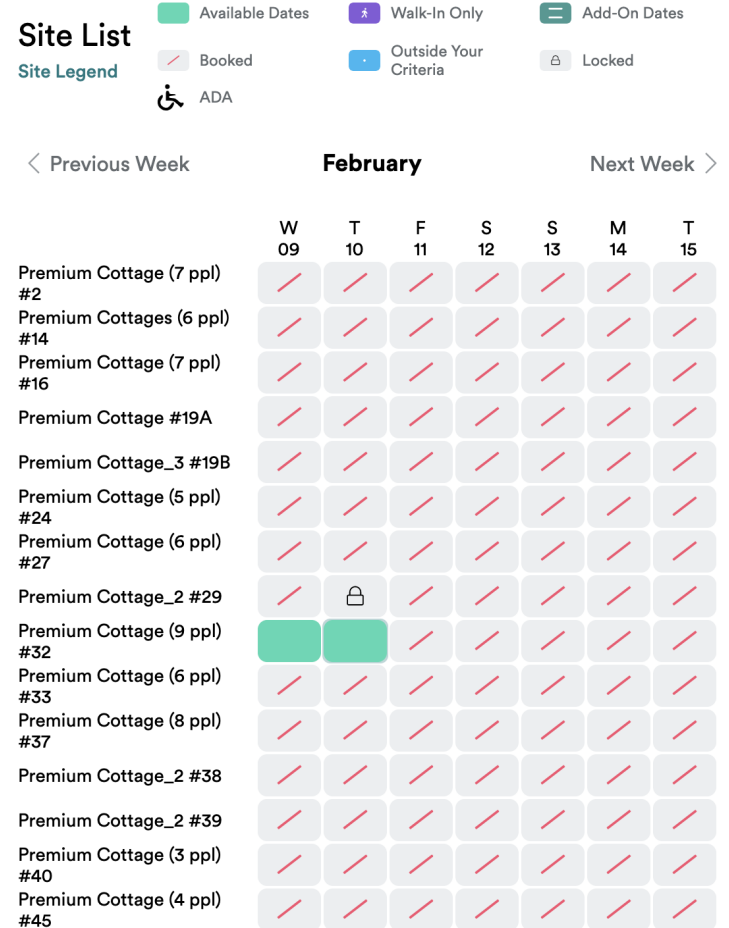 Site List
Site Legend
Available Dates
Walk-In Only
Add-On Dates
Booked
Outside Your
Criteria
Locked
ADA
Previous Week
February
Next Week
W T F S S M T
09 10 11 12 13 14 15
Premium Cottage (7 ppl)
#2
Premium Cottages (6 ppl)
#14
Premium Cottage (7 ppl)
#16
Premium Cottage #19A
Premium Cottage_3 #19B
Premium Cottage (5 ppl)
#24
Premium Cottage (6 ppl)
#27
Premium Cottage_2 #29
Premium Cottage (9 ppl)
#32
Premium Cottage (6 ppl)
#33
Premium Cottage (8 ppl)
#37
Premium Cottage_2 #38
Premium Cottage_2 #39
Premium Cottage (3 ppl)
#40
Premium Cottage (4 ppl)
#45